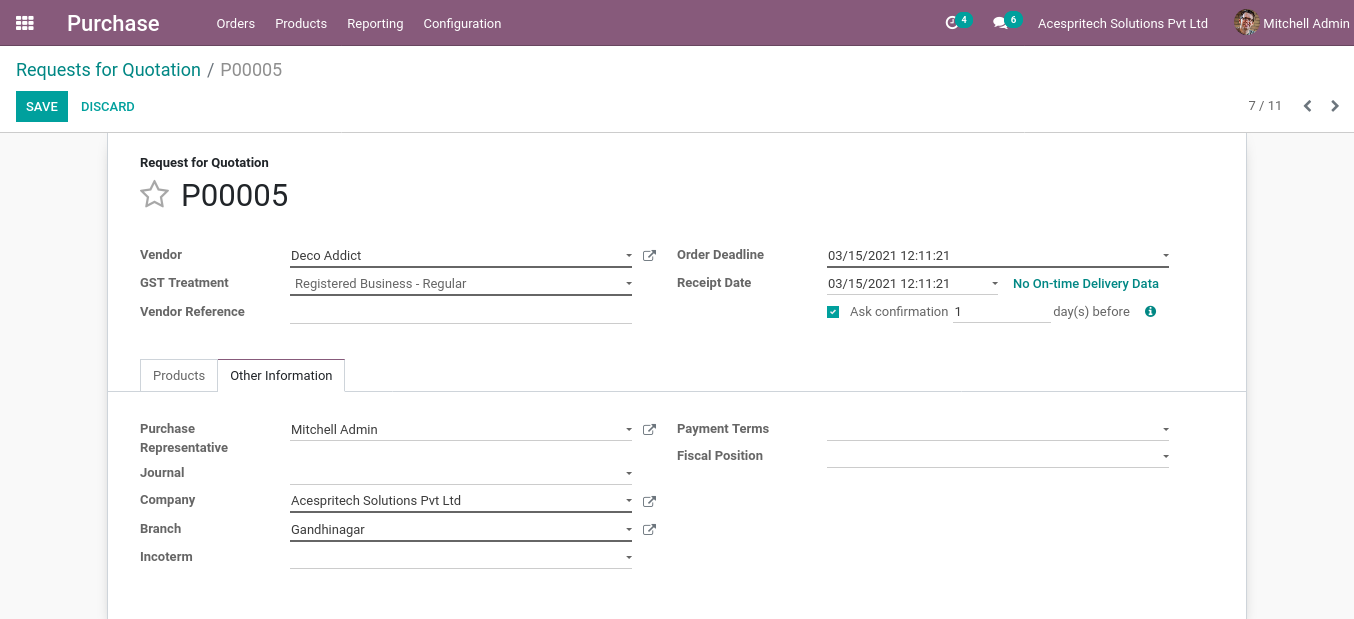 Purchase Orders Products Reporting Configuration 4 6 Acespritech Solutions Pvt Ltd Mitchell Admin
Requests for Quotation / P00005
SAVE DISCARD 7 / 11
Request for Quotation
P00005
Vendor Deco Addict Order Deadline 03/15/2021 12:11:21
GST Treatment Registered Business - Regular Receipt Date 03/15/2021 12:11:21 No On-time Delivery Data
Vendor Reference Ask confirmation 1 day(s) before
Products Other Information
Purchase Representative Mitchell Admin Payment Terms
Journal Fiscal Position
Company Acespritech Solutions Pvt Ltd
Branch Gandhinagar
Incoterm